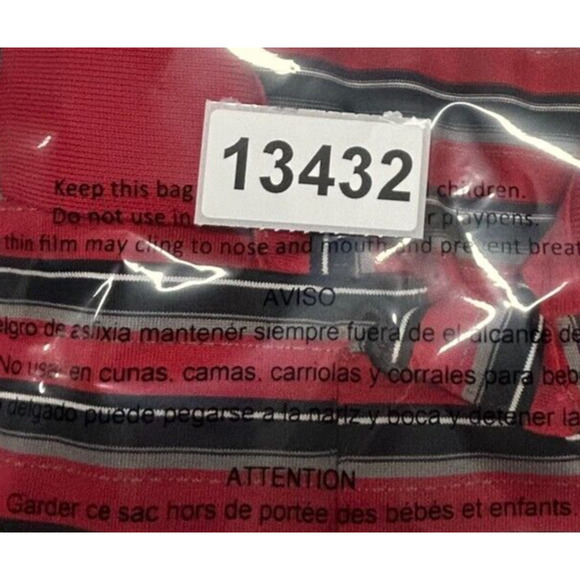 13432
Keep this bag children.
Do not use in playpens.
thin film may cling to nose and mouth and prevent breat
AVISO
elgro de asfixia mantener siempre fuera de el alcance de
No usar en cunas, camas, carriolas y corrales para beb
delgado puede pegarse a la nariz y boca y detener la
ATTENTION
Garder ce sac hors de portée des bébés et enfants.